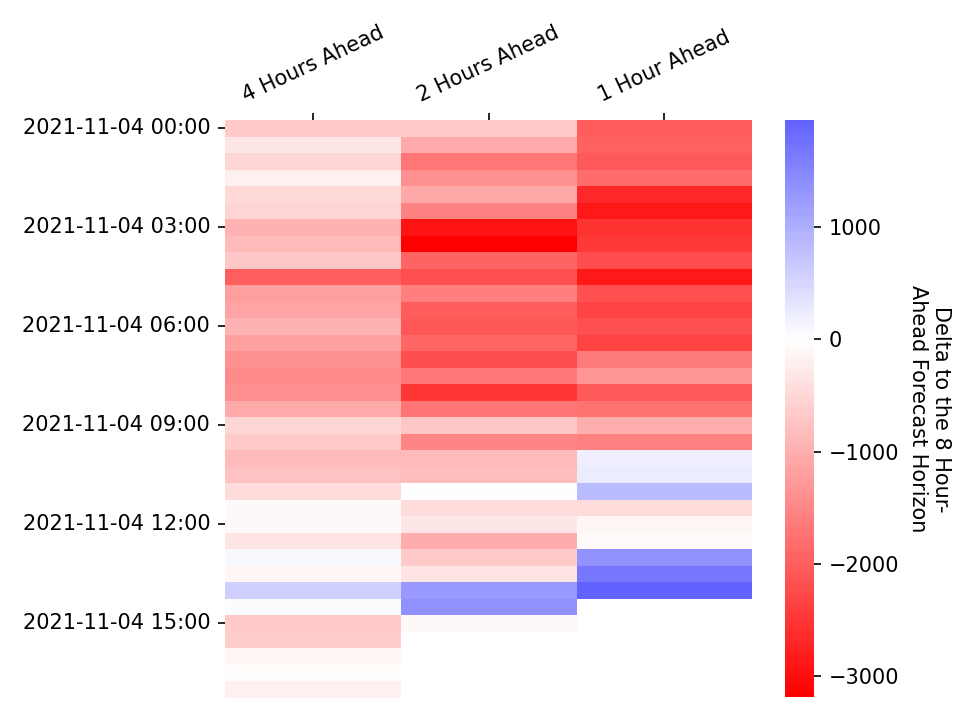 4 Hours Ahead
2 Hours Ahead
1 Hour Ahead
2021-11-04 00:00
2021-11-04 03:00
2021-11-04 06:00
2021-11-04 09:00
2021-11-04 12:00
2021-11-04 15:00
1000
0
−1000
−2000
−3000
Delta to the 8 Hour-
Ahead Forecast Horizon